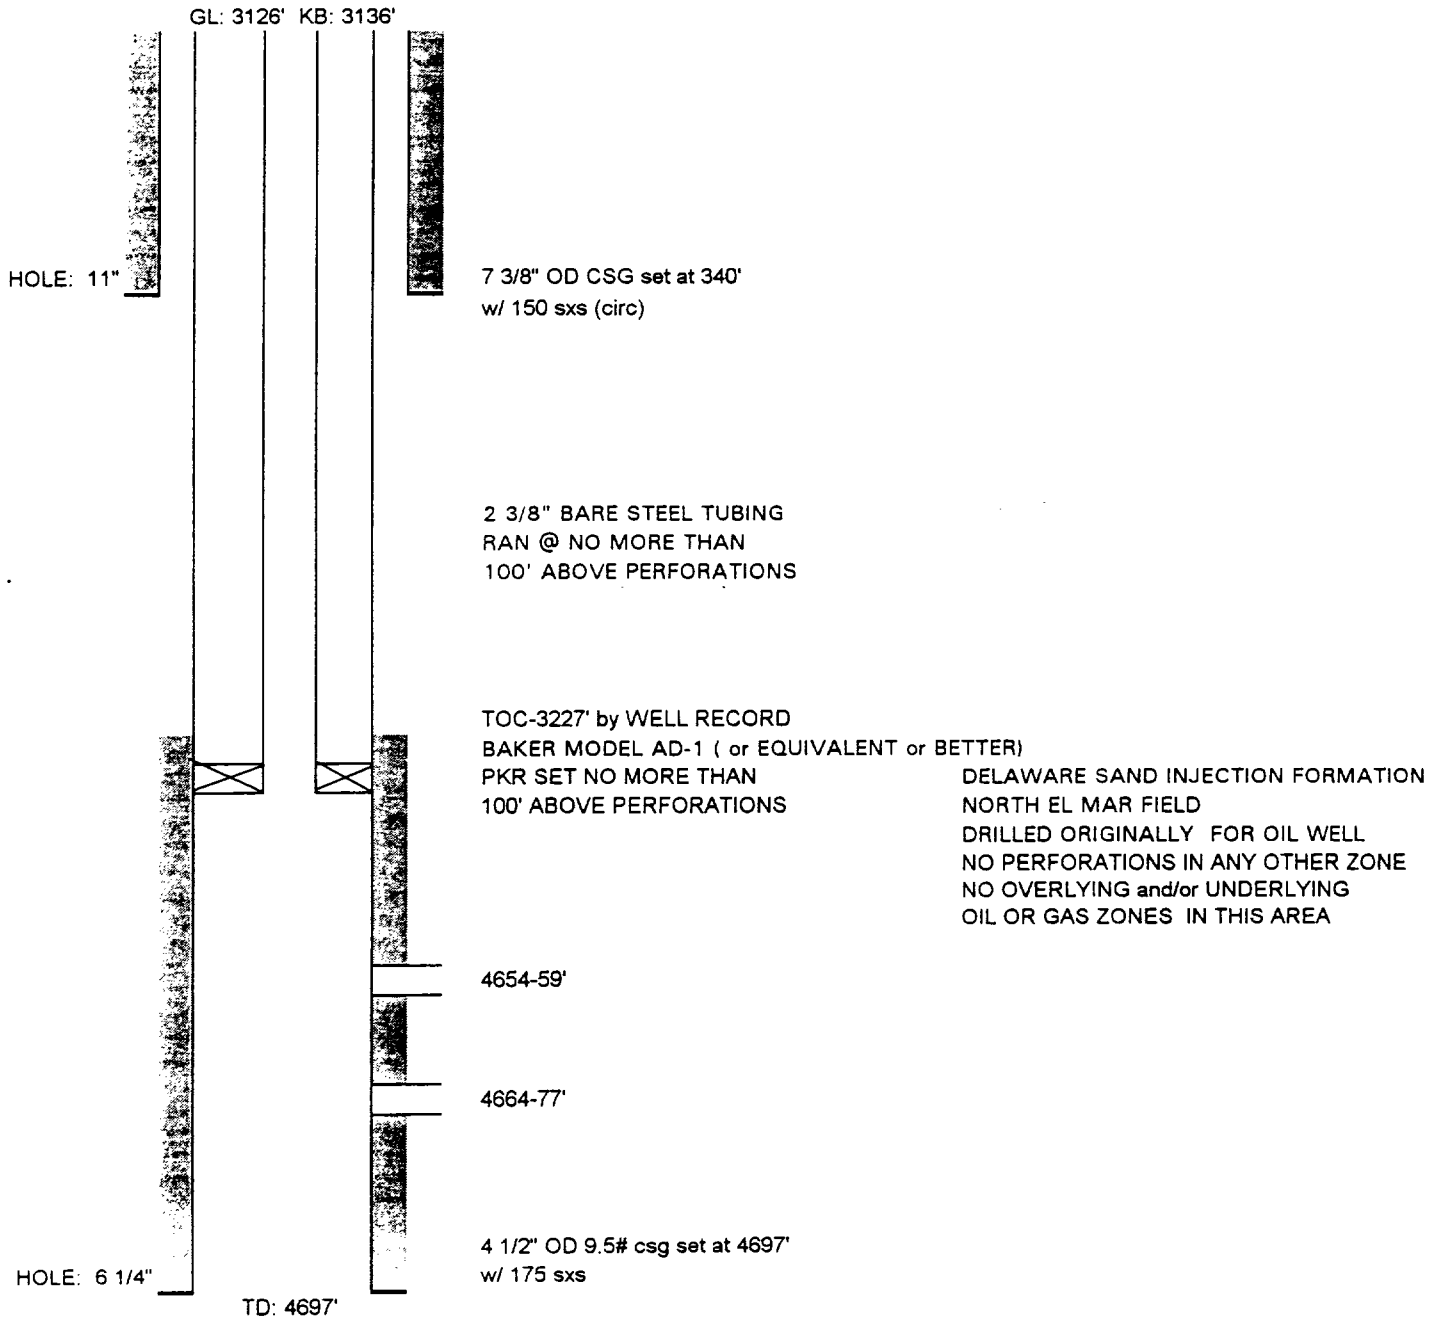 GL: 3126' KB: 3136'
HOLE: 11"
7 3/8" OD CSG set at 340'
w/ 150 sxs (circ)
2 3/8" BARE STEEL TUBING
RAN @ NO MORE THAN
100' ABOVE PERFORATIONS
TOC-3227' by WELL RECORD
BAKER MODEL AD-1 ( or EQUIVALENT or BETTER)
PKR SET NO MORE THAN
100' ABOVE PERFORATIONS
DELAWARE SAND INJECTION FORMATION
NORTH EL MAR FIELD
DRILLED ORIGINALLY FOR OIL WELL
NO PERFORATIONS IN ANY OTHER ZONE
NO OVERLYING and/or UNDERLYING
OIL OR GAS ZONES IN THIS AREA
4654-59'
4664-77'
4 1/2" OD 9.5# csg set at 4697'
w/ 175 sxs
HOLE: 6 1/4"
TD: 4697'